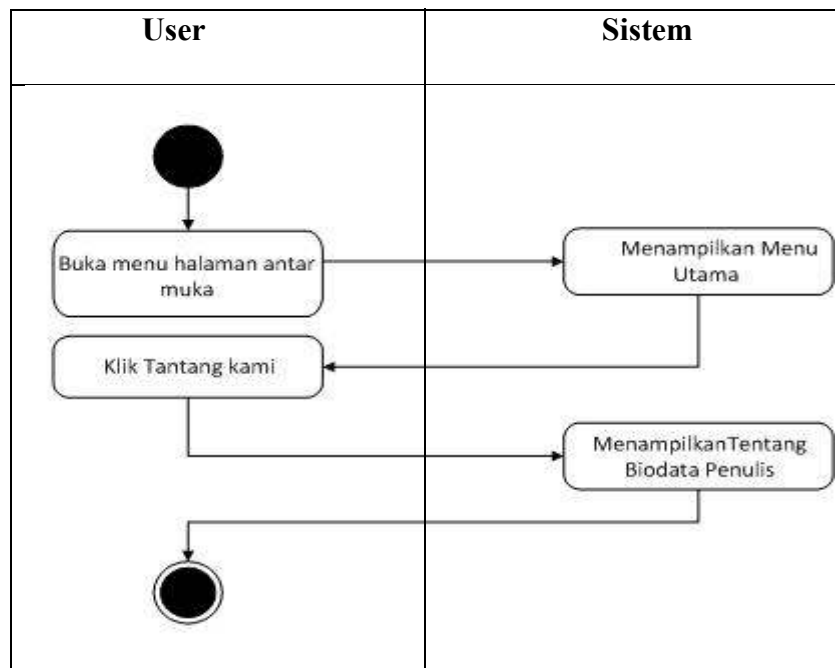 User
Sistem
Buka menu halaman antar
muka
Menampilkan Menu
Utama
Klik Tantang kami
MenampilkanTentang
Biodata Penulis